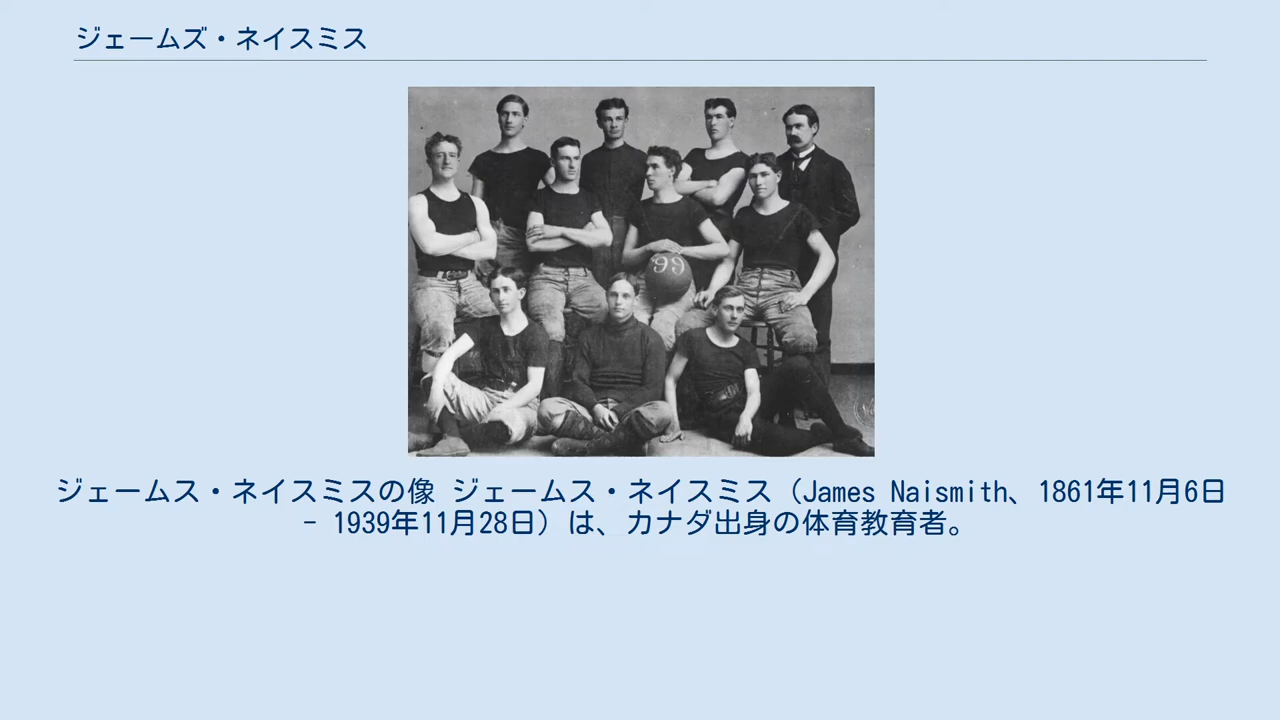 ジェームズ・ネイスミス
99
ジェームス・ネイスミスの像 ジェームス・ネイスミス（James Naismith、1861年11月6日
- 1939年11月28日）は、カナダ出身の体育教育者。